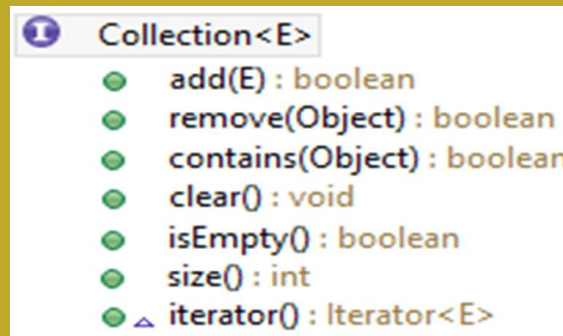 I Collection<E>
add(E) : boolean
remove(Object) : boolean
contains(Object) : boolean
clear() : void
isEmpty() : boolean
size() : int
iterator() : Iterator<E>